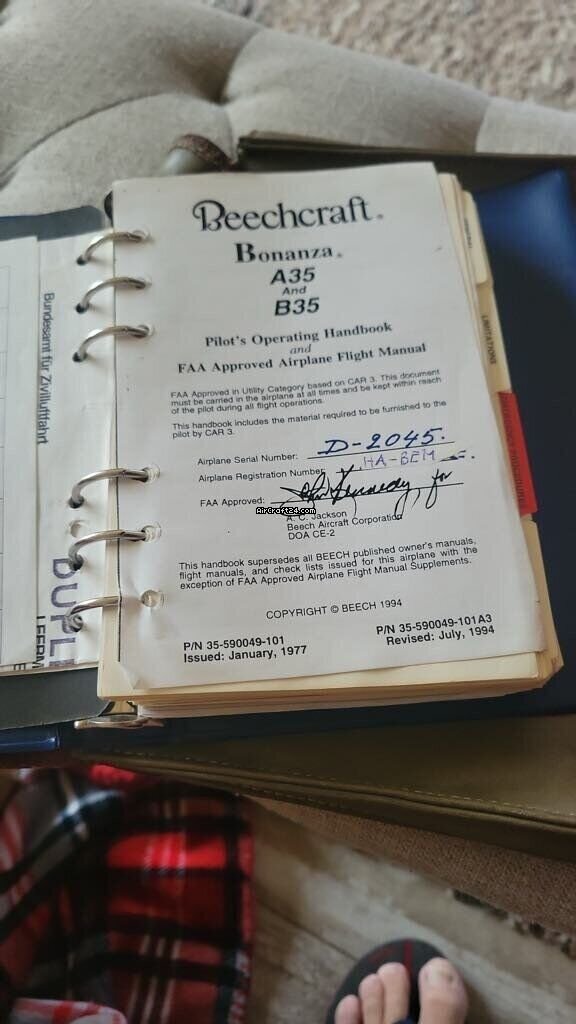 Beechcraft®
Bonanza®
A35
And
B35
Pilot's Operating Handbook
and
FAA Approved Airplane Flight Manual
FAA Approved in Utility Category based on CAR 3. This document
must be carried in the airplane at all times and be kept within reach
of the pilot during all flight operations.
This handbook includes the material required to be furnished to the
pilot by CAR 3.
Airplane Serial Number: D-2045.
Airplane Registration Number: HA-BEM
FAA Approved: for
AirCraft24.com
A. C. Jackson
Beech Aircraft Corporation
DOA CE-2
This handbook supersedes all BEECH published owner's manuals,
flight manuals, and check lists issued for this airplane with the
exception of FAA Approved Airplane Flight Manual Supplements.
COPYRIGHT © BEECH 1994
P/N 35-590049-101
Issued: January, 1977
P/N 35-590049-101A3
Revised: July, 1994
Bundesamt für Zivilluftfahrt
LIMITATIONS